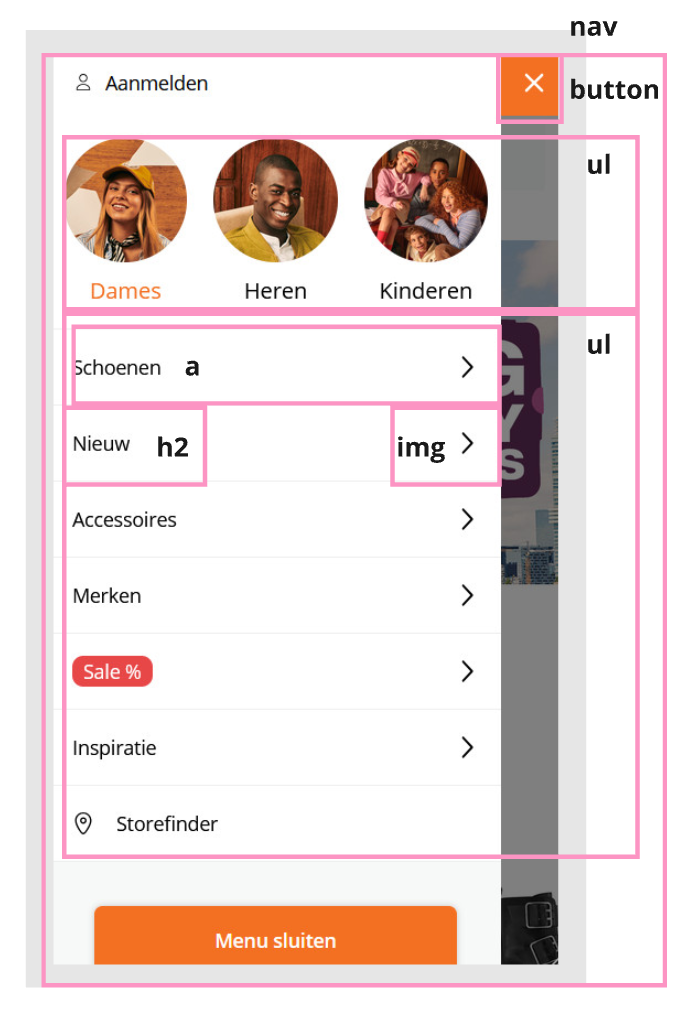 nav
Aanmelden
button
ul
Dames Heren Kinderen
ul
Schoenen a
Nieuw h2 img
Accessoires
Merken
Sale %
Inspiratie
Storefinder
Menu sluiten